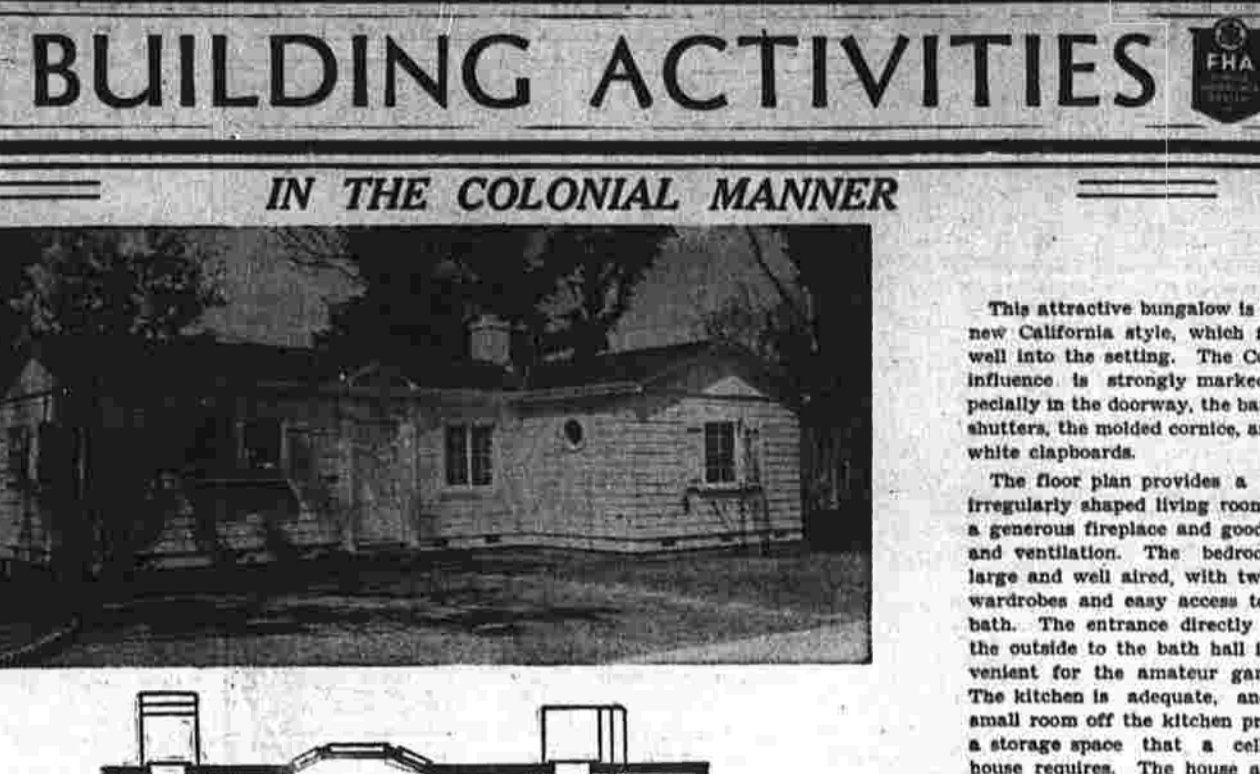 BUILDING ACTIVITIES
FHA
IN THE COLONIAL MANNER
This attractive bungalow is
new California style, which
well into the setting. The
influence is strongly marke
pecially in the doorway, the ba
shutters, the molded cornice, a
white clapboards.
The floor plan provides a
irregularly shaped living roo
a generous fireplace and goo
and ventilation. The bedroo
large and well aired, with tw
wardrobes and easy access t
bath. The entrance directly
the outside to the bath hall
venient for the amateur gar
The kitchen is adequate, an
small room off the kitchen p
a storage space that a cel
house requires. The house a